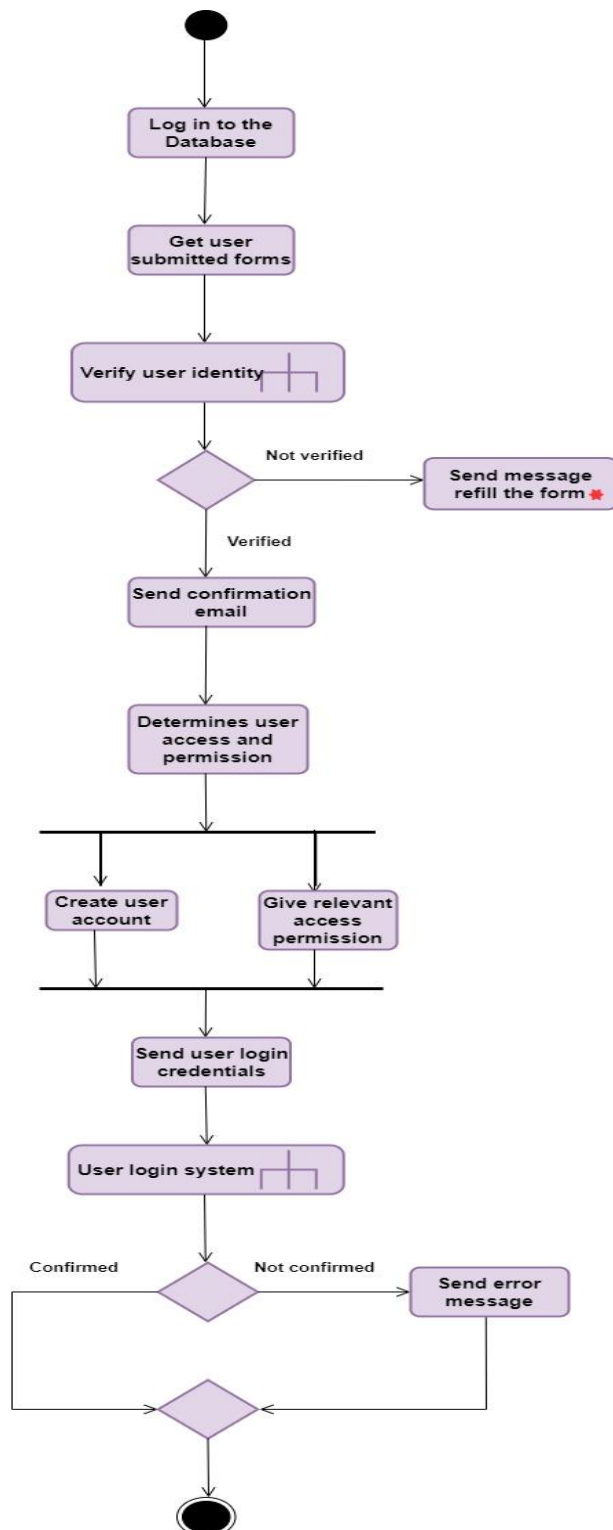 Log in to the
Database
Get user
submitted forms
Verify user identity
Not verified
Send message
refill the form
Verified
Send confirmation
email
Determines user
access and
permission
Create user
account
Give relevant
access
permission
Send user login
credentials
User login system
Confirmed
Not confirmed
Send error
message